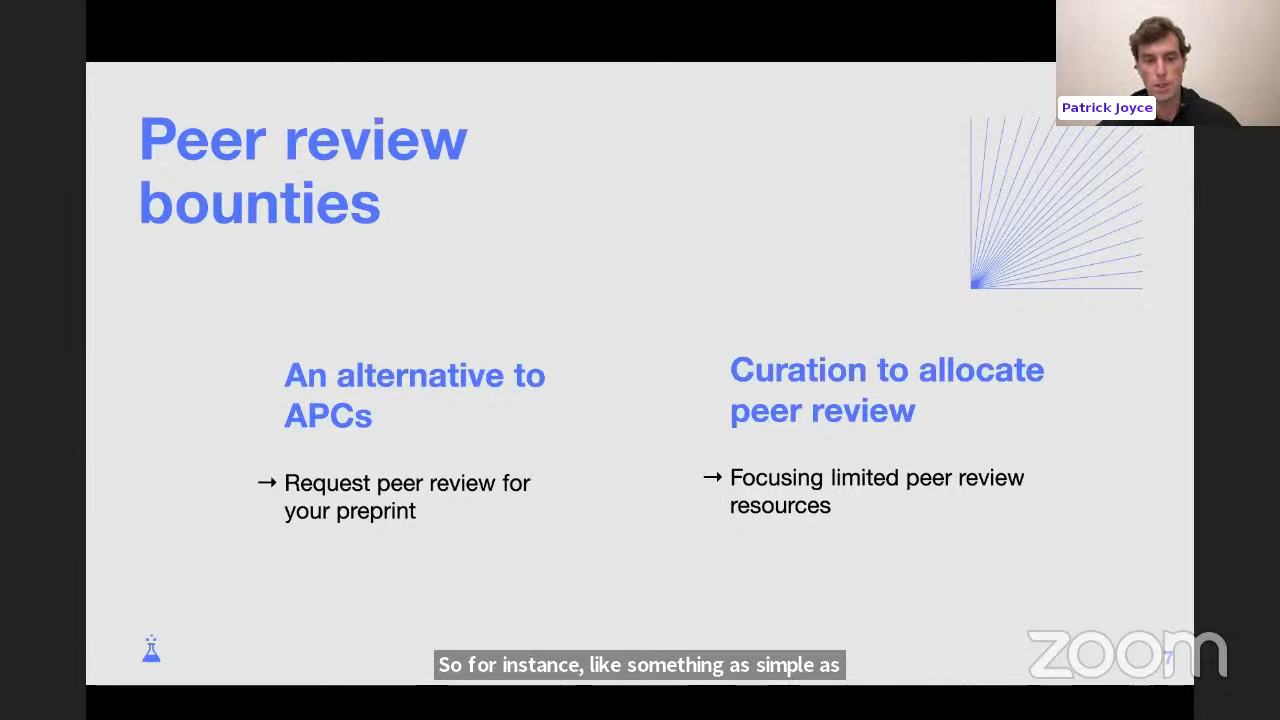 Patrick Joyce
Peer review
bounties
An alternative to
APCs
→ Request peer review for
your preprint
Curation to allocate
peer review
→ Focusing limited peer review
resources
So for instance, like something as simple as
zoom
7